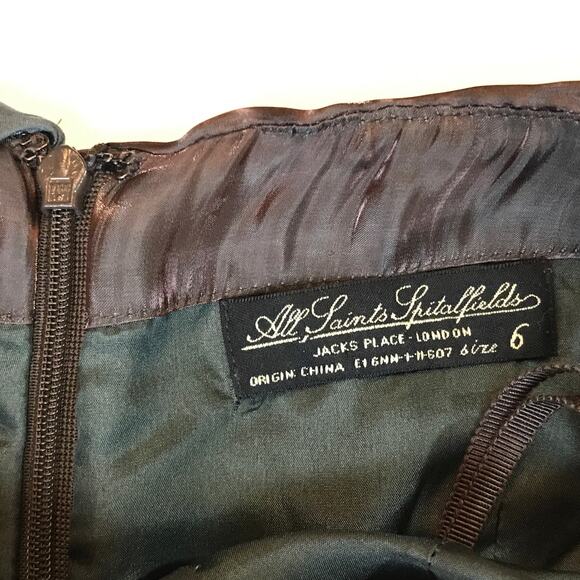 All Saints Spitalfields
JACKS PLACE-LONDON
ORIGIN: CHINA E1 6NN-1-11-607 size 6